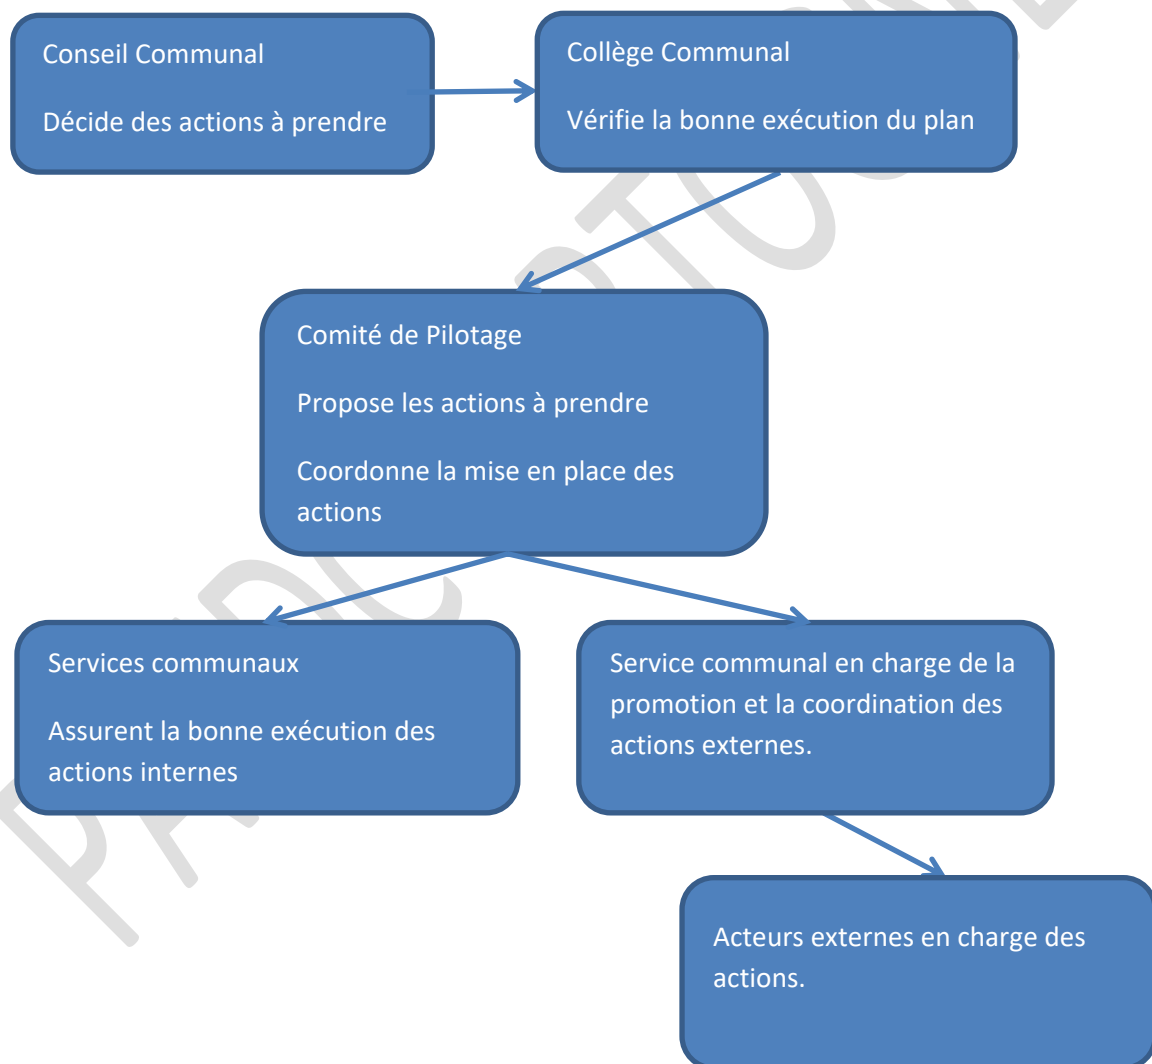 Conseil Communal
Décide des actions à prendre
Collège Communal
Vérifie la bonne exécution du plan
Comité de Pilotage
Propose les actions à prendre
Coordonne la mise en place des
actions
Services communaux
Assurent la bonne exécution des
actions internes
Service communal en charge de la
promotion et la coordination des
actions externes.
Acteurs externes en charge des
actions.